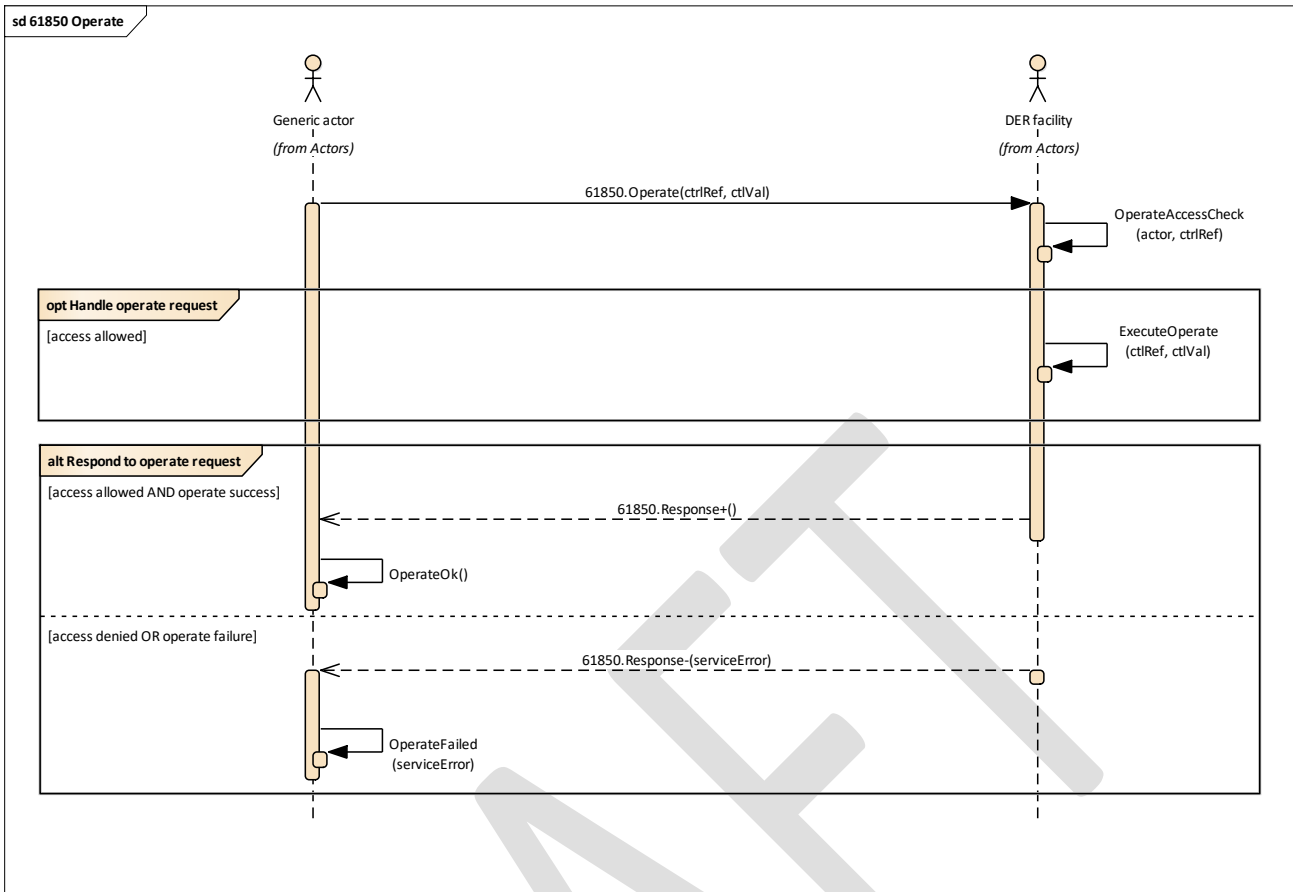 sd 61850 Operate
Generic actor
(from Actors)
DER facility
(from Actors)
61850.Operate(ctrlRef, ctlVal)
OperateAccessCheck
(actor, ctrlRef)
opt Handle operate request
[access allowed]
ExecuteOperate
(ctlRef, ctlVal)
alt Respond to operate request
[access allowed AND operate success]
61850.Response+()
OperateOk()
[access denied OR operate failure]
61850.Response-(serviceError)
OperateFailed
(serviceError)